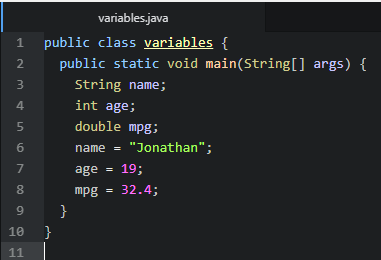 variables.java
1 public class variables {
2   public static void main(String[] args) {
3     String name;
4     int age;
5     double mpg;
6     name = "Jonathan";
7     age = 19;
8     mpg = 32.4;
9   }
10 }
11